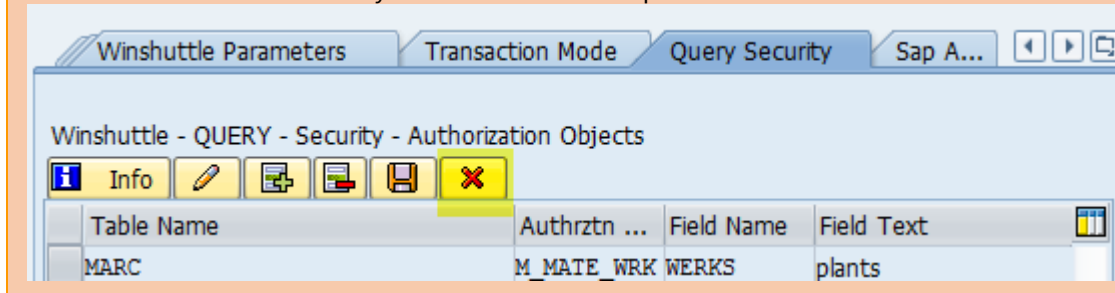 Winshuttle Parameters Transaction Mode Query Security Sap A...
Winshuttle - QUERY - Security - Authorization Objects
Info
Table Name Authrztn ... Field Name Field Text
MARC M_MATE_WRK WERKS plants